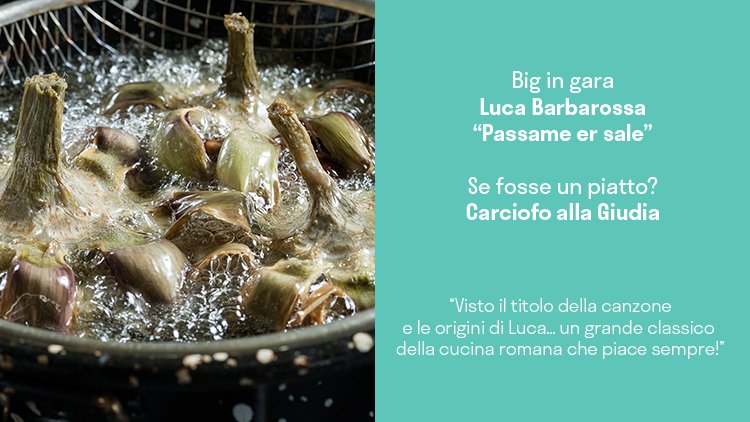 Big in gara
Luca Barbarossa
“Passame er sale”
Se fosse un piatto?
Carciofo alla Giudia
“Visto il titolo della canzone
e le origini di Luca... un grande classico
della cucina romana che piace sempre!”